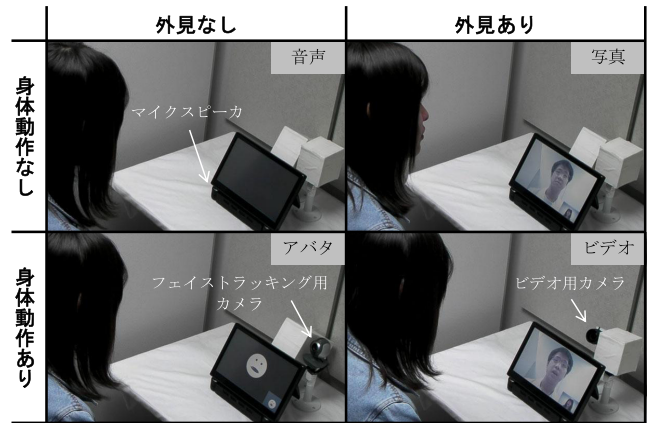 外見なし
外見あり
身体動作なし
音声
マイクスピーカ
写真
身体動作あり
アバタ
フェイストラッキング用
カメラ
ビデオ
ビデオ用カメラ